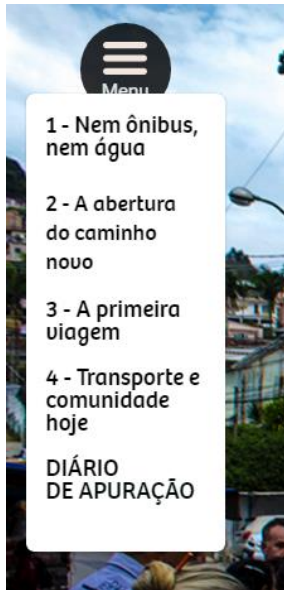 Menu
1 - Nem ônibus,
nem água
2 - A abertura
do caminho
novo
3 - A primeira
viagem
4 - Transporte e
comunidade
hoje
DIÁRIO
DE APURAÇÃO